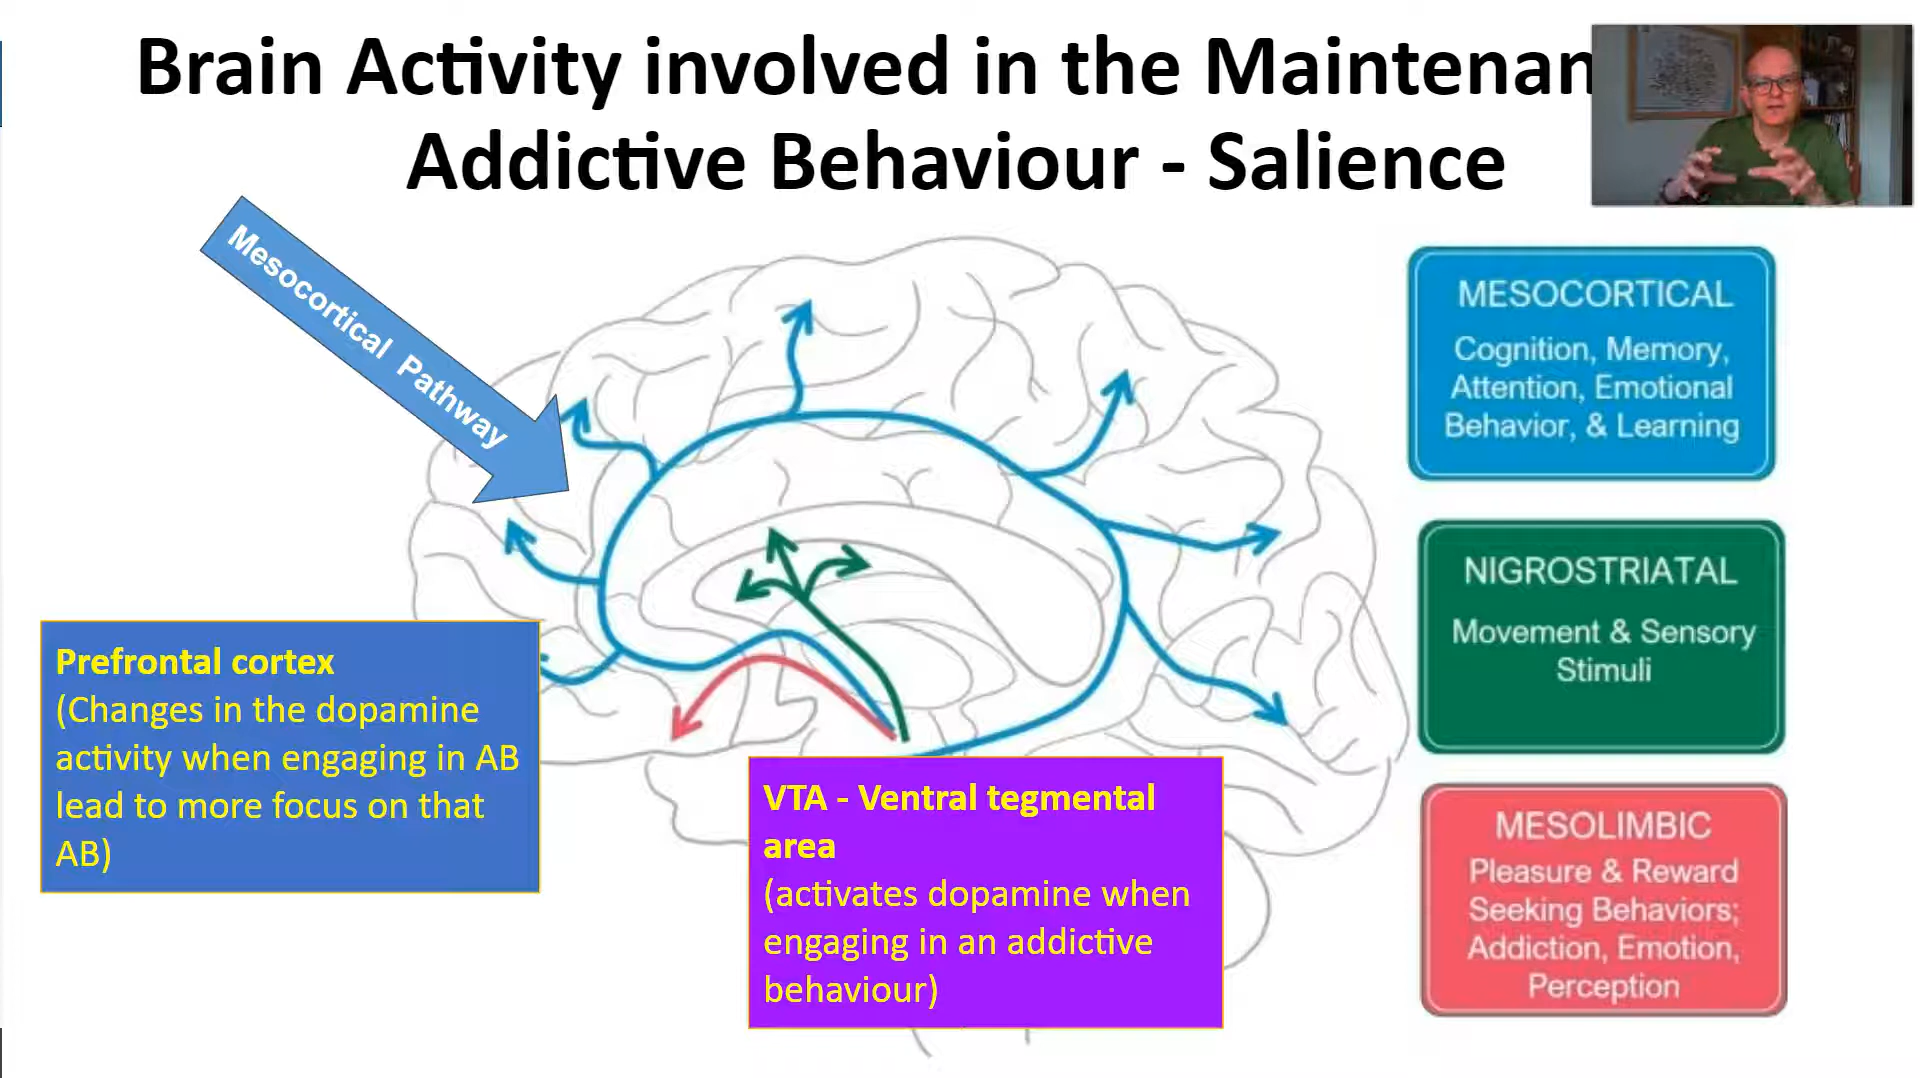 Brain Activity involved in the Maintenan
Addictive Behaviour - Salience
Mesocortical Pathway
MESOCORTICAL
Cognition, Memory,
Attention, Emotional
Behavior, & Learning
NIGROSTRIATAL
Movement & Sensory
Stimuli
MESOLIMBIC
Pleasure & Reward
Seeking Behaviors;
Addiction, Emotion,
Perception
Prefrontal cortex
(Changes in the dopamine
activity when engaging in AB
lead to more focus on that
AB)
VTA - Ventral tegmental
area
(activates dopamine when
engaging in an addictive
behaviour)